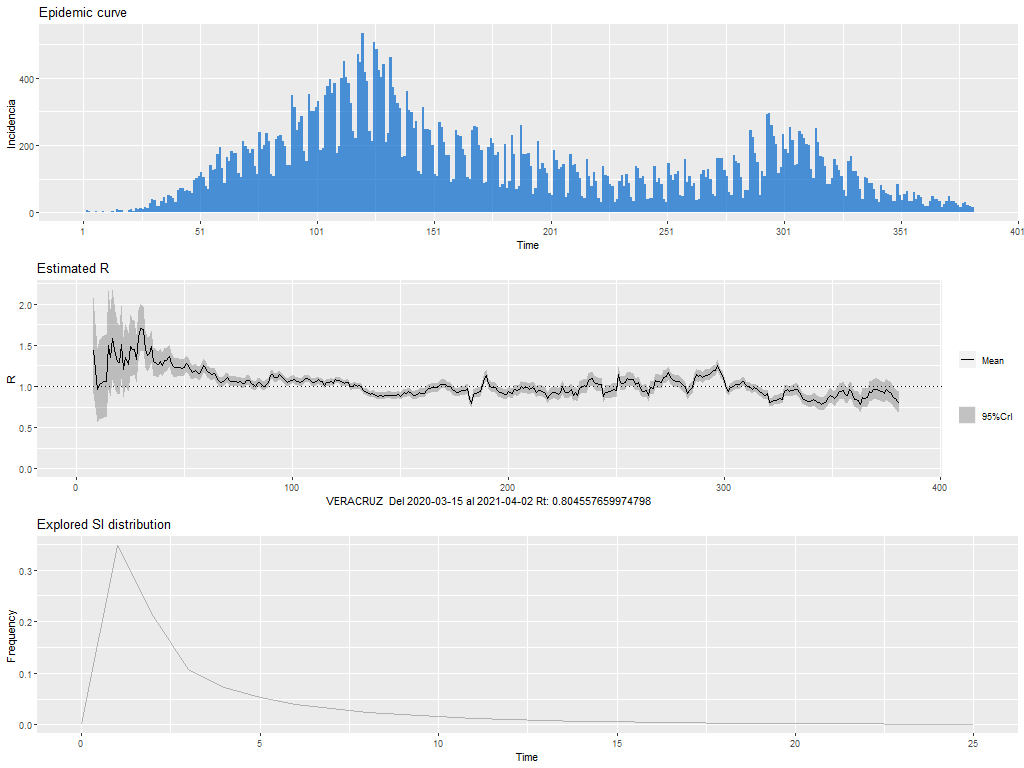 Epidemic curve
Incidencia
400
200
0
1 51 101 151 201 251 301 351 401
Time
Estimated R
R
2.0
1.5
1.0
0.5
0.0
0 100 200 300 400
Mean
95%CrI
VERACRUZ Del 2020-03-15 al 2021-04-02 Rt: 0.804557659974798
Explored SI distribution
Frequency
0.3
0.2
0.1
0.0
0 5 10 15 20 25
Time